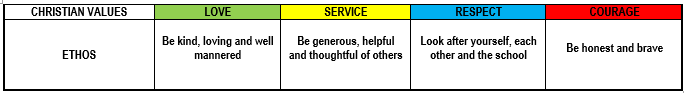 CHRISTIAN VALUES LOVE SERVICE RESPECT COURAGE
ETHOS
Be kind, loving and well
mannered
Be generous, helpful
and thoughtful of others
Look after yourself, each
other and the school
Be honest and brave